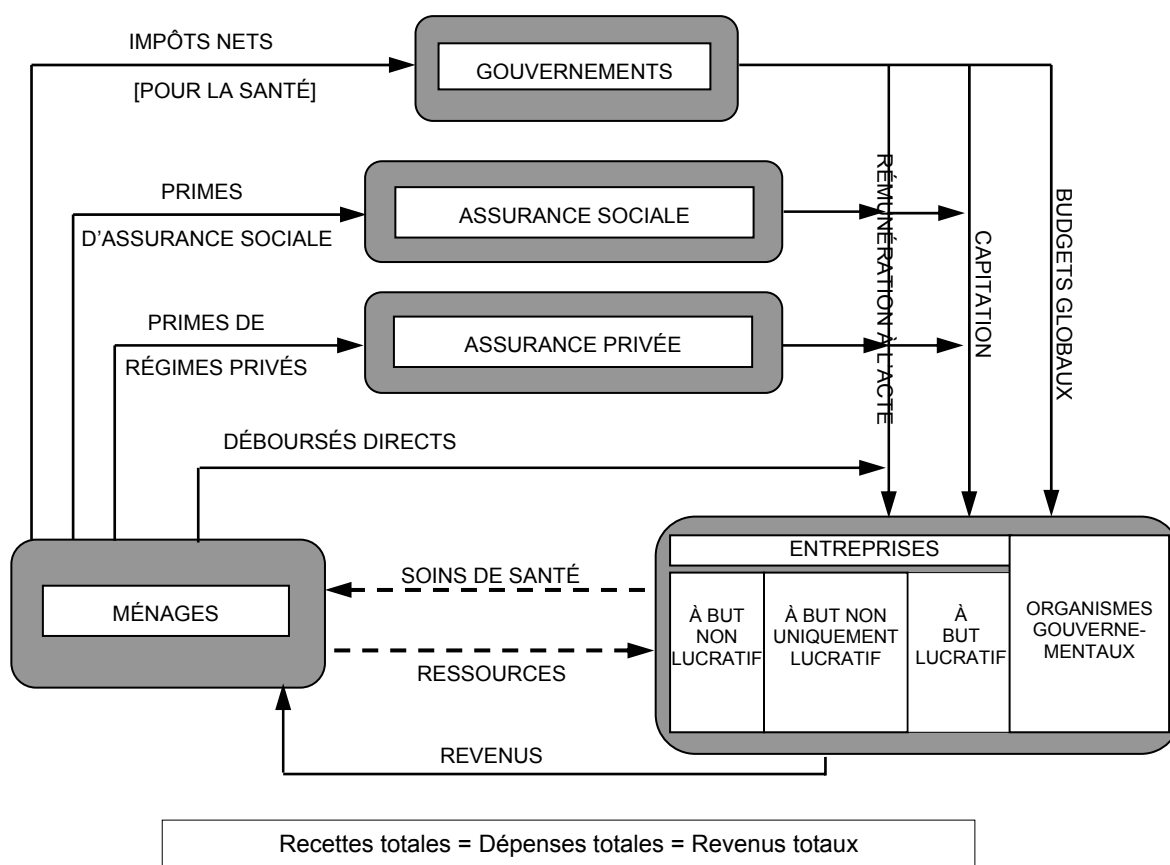 IMPÔTS NETS
[POUR LA SANTÉ]
GOUVERNEMENTS
PRIMES
D'ASSURANCE SOCIALE
ASSURANCE SOCIALE
PRIMES DE
RÉGIMES PRIVÉS
ASSURANCE PRIVÉE
RÉMUNÉRATION À L'ACTE
CAPITATION
BUDGETS GLOBAUX
DÉBOURSÉS DIRECTS
MÉNAGES
SOINS DE SANTÉ
RESSOURCES
REVENUS
ENTREPRISES
À BUT
NON
LUCRATIF
À BUT NON
UNIQUEMENT
LUCRATIF
À
BUT
LUCRATIF
ORGANISMES
GOUVERNE-
MENTAUX
Recettes totales = Dépenses totales = Revenus totaux